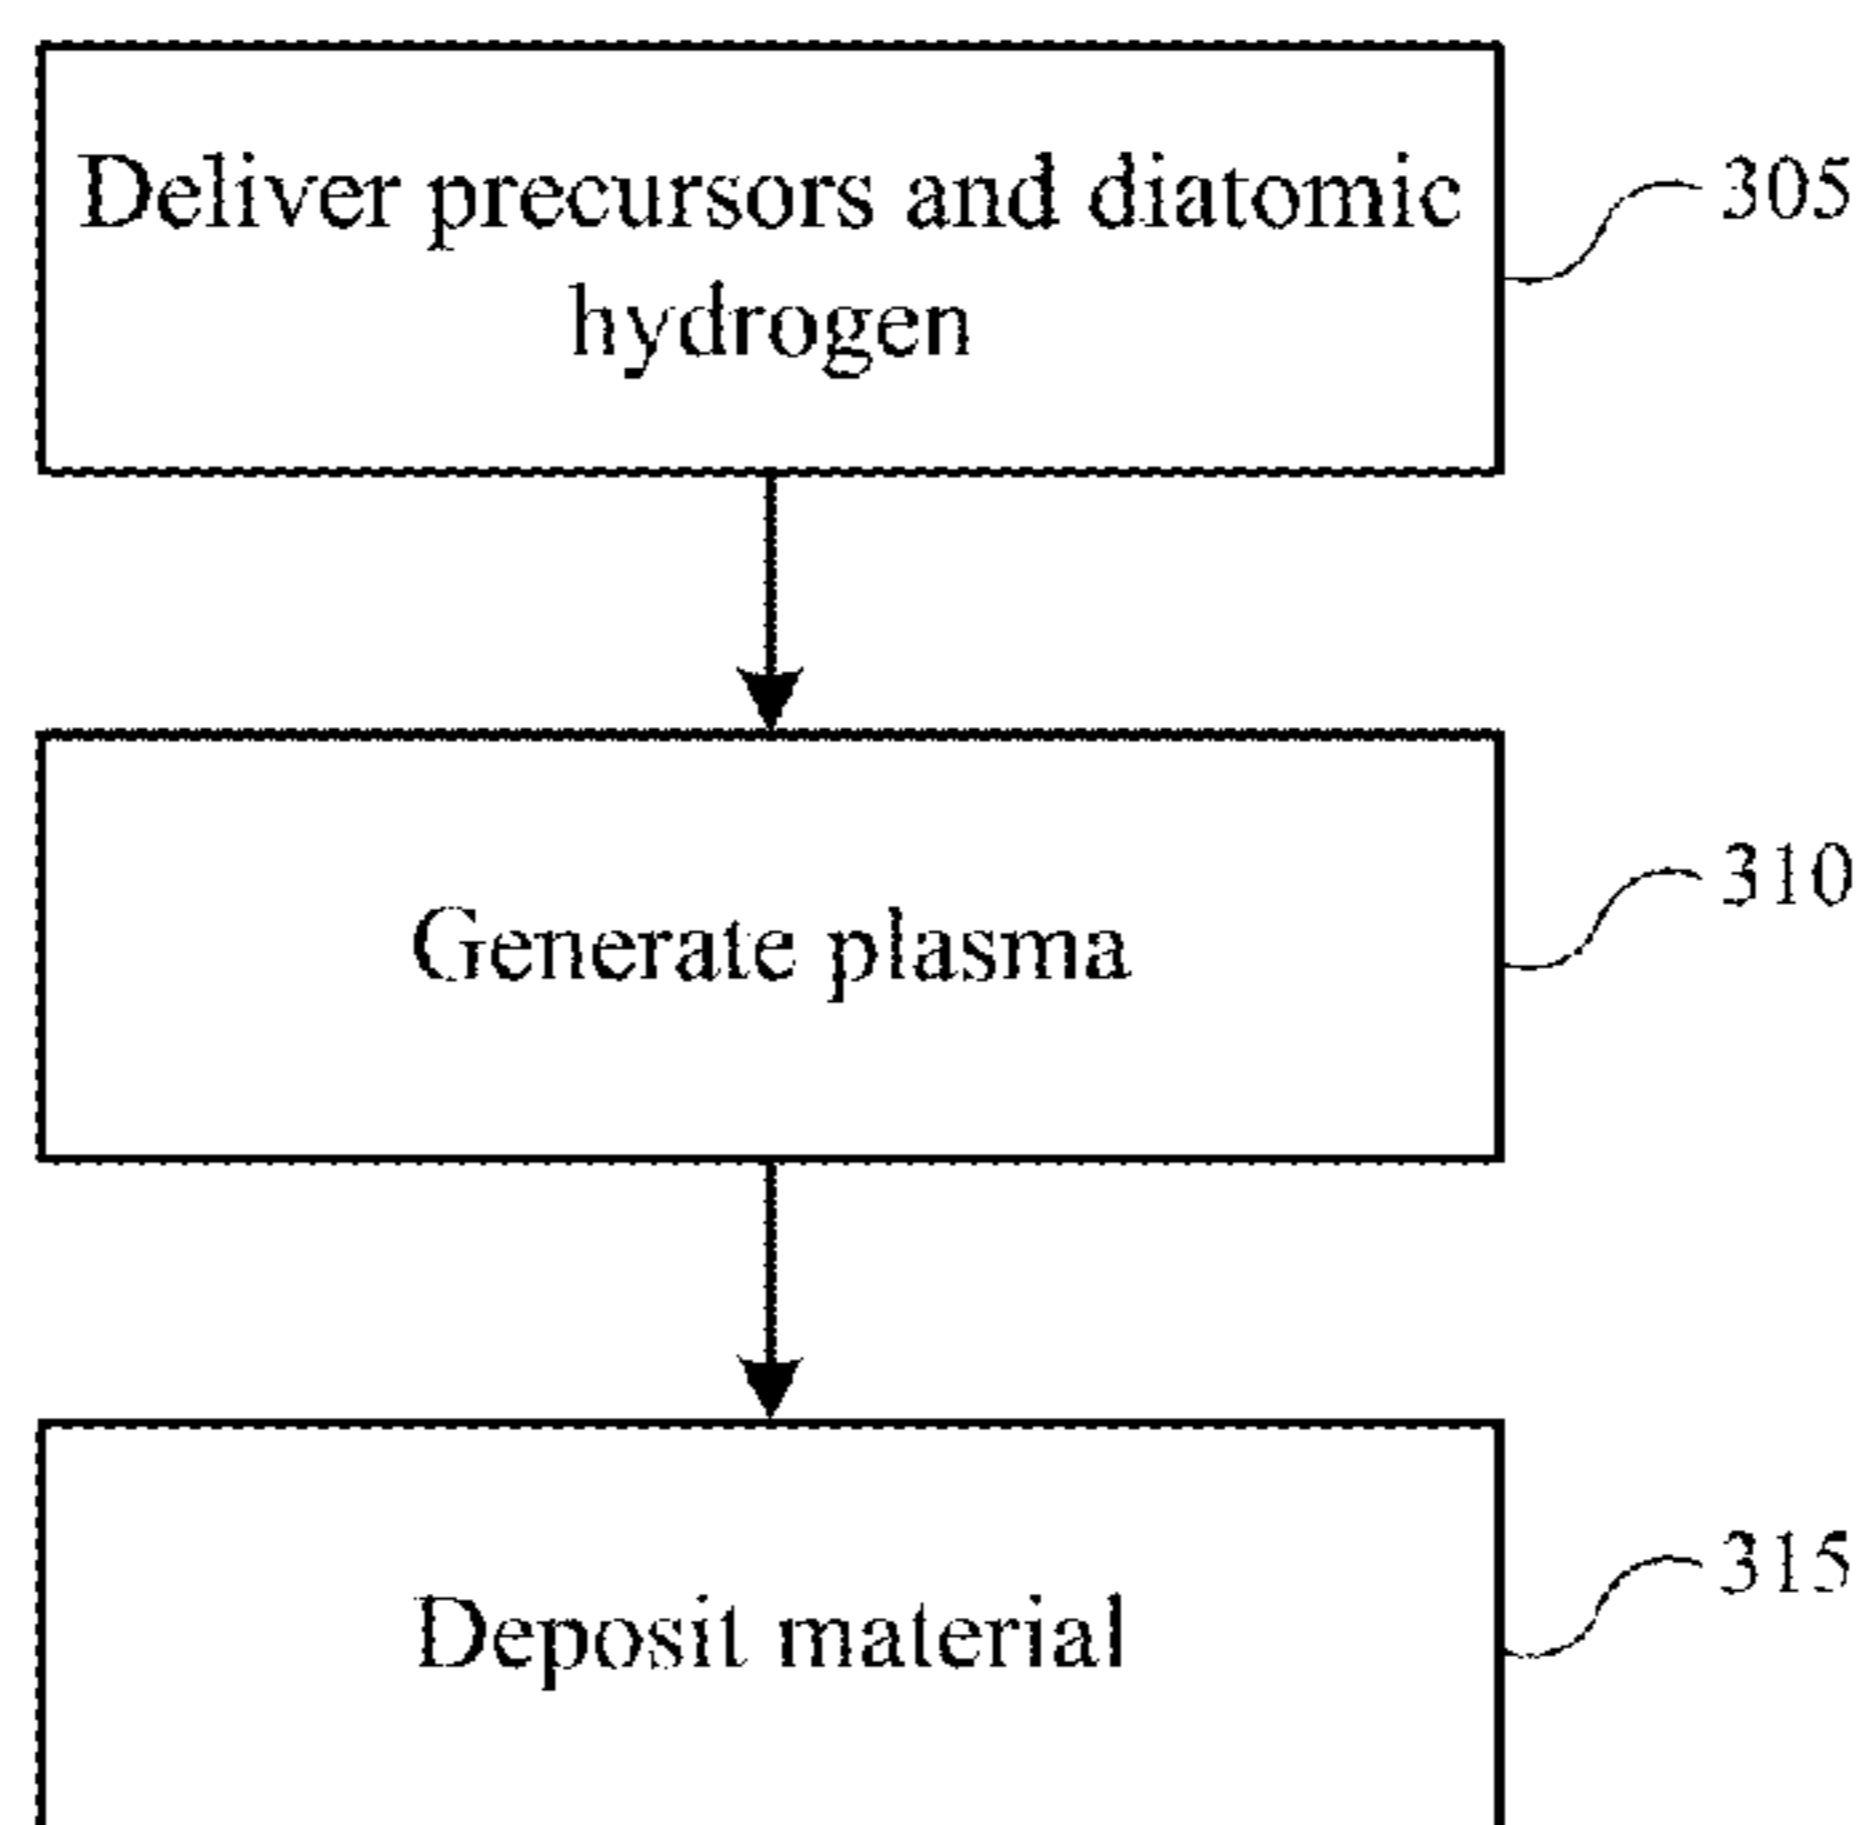 Deliver precursors and diatomic
hydrogen
305
Generate plasma
310
Deposit material
315